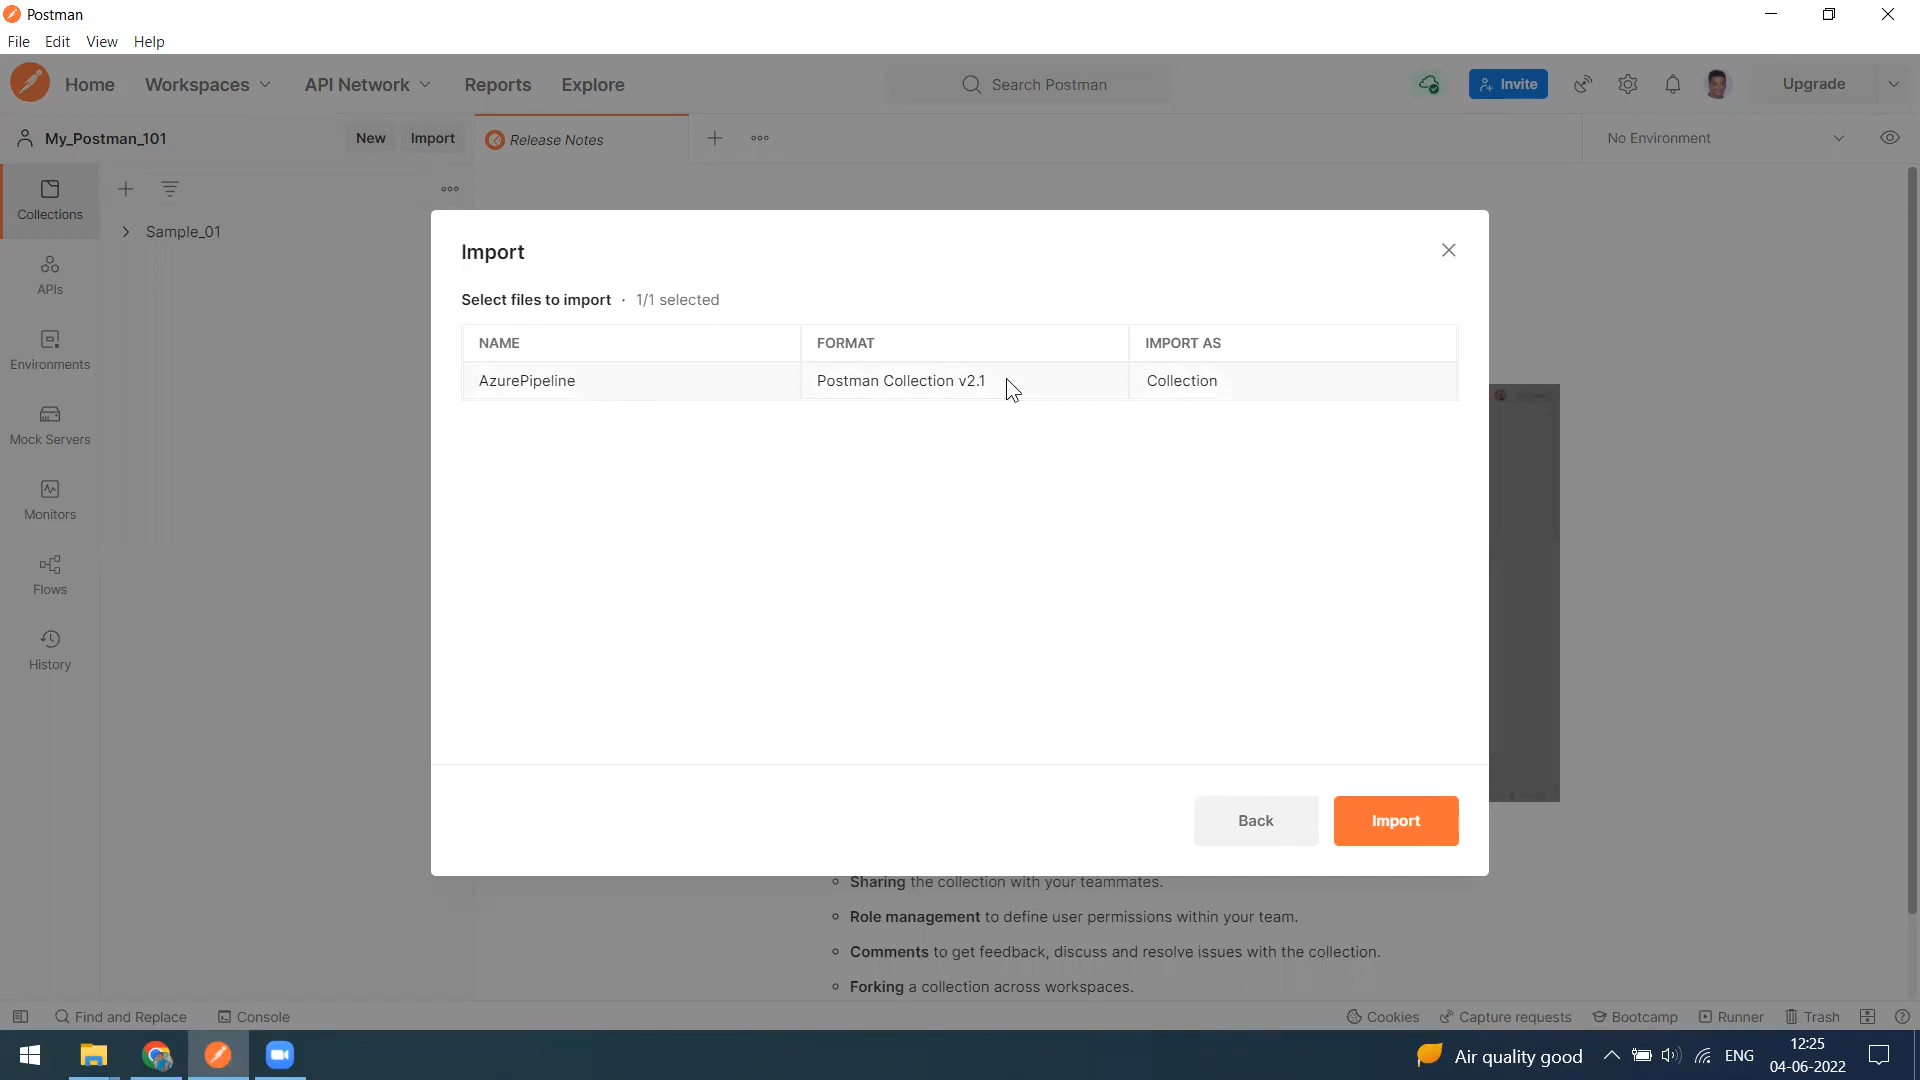 Postman
File Edit View Help
Home Workspaces API Network Reports Explore Search Postman Invite Upgrade
My_Postman_101 New Import Release Notes No Environment
Collections
Sample_01
APIs
Environments
Mock Servers
Monitors
Flows
History
Import
Select files to import · 1/1 selected
NAME FORMAT IMPORT AS
AzurePipeline Postman Collection v2.1 Collection
Back Import
Sharing the collection with your teammates.
Role management to define user permissions within your team.
Comments to get feedback, discuss and resolve issues with the collection.
Forking a collection across workspaces.
Find and Replace Console Cookies Capture requests Bootcamp Runner Trash
Air quality good ENG 12:25
04-06-2022